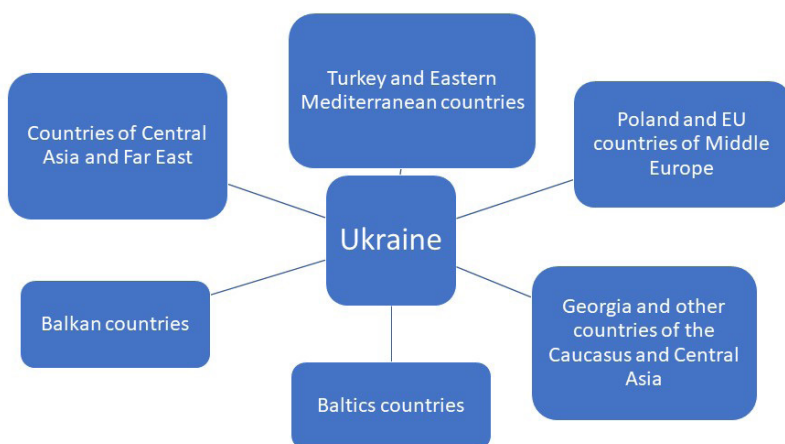 Turkey and Eastern
Mediterranean countries
Countries of Central
Asia and Far East
Poland and EU
countries of Middle
Europe
Ukraine
Balkan countries
Georgia and other
countries of the
Caucasus and Central
Asia
Baltics countries